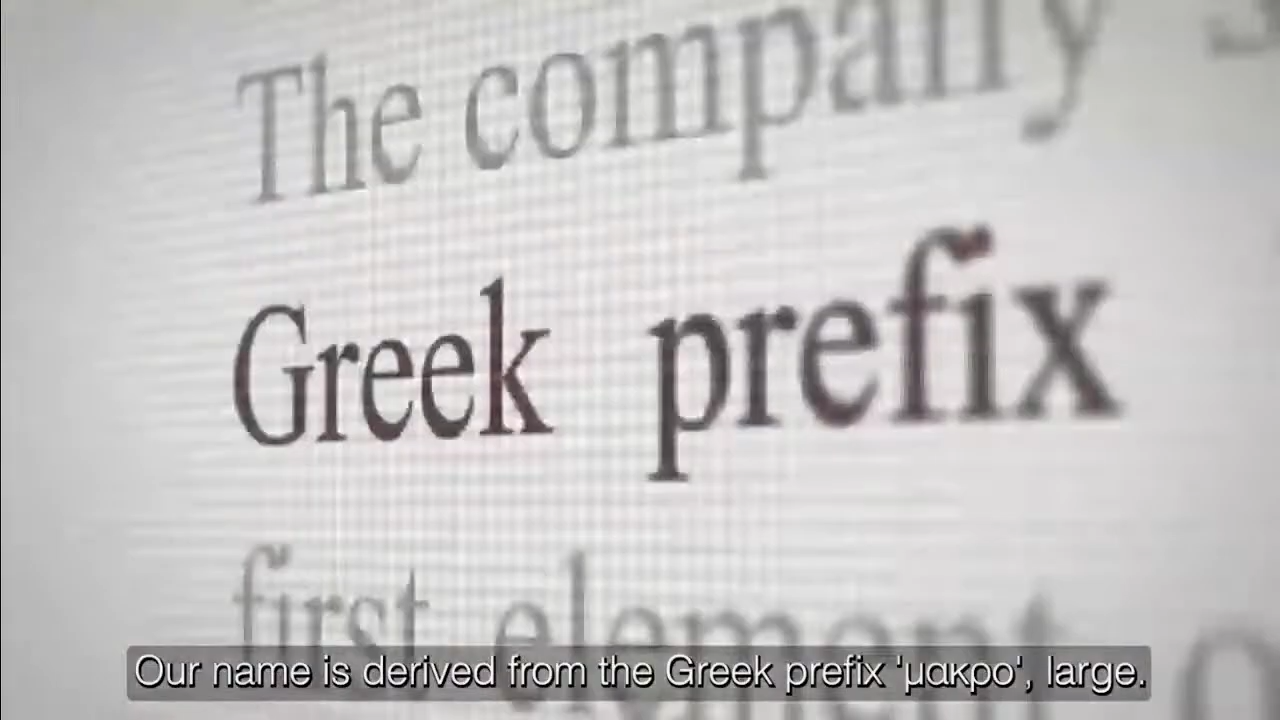 The company
Greek prefix
first element
Our name is derived from the Greek prefix 'μακρο', large.